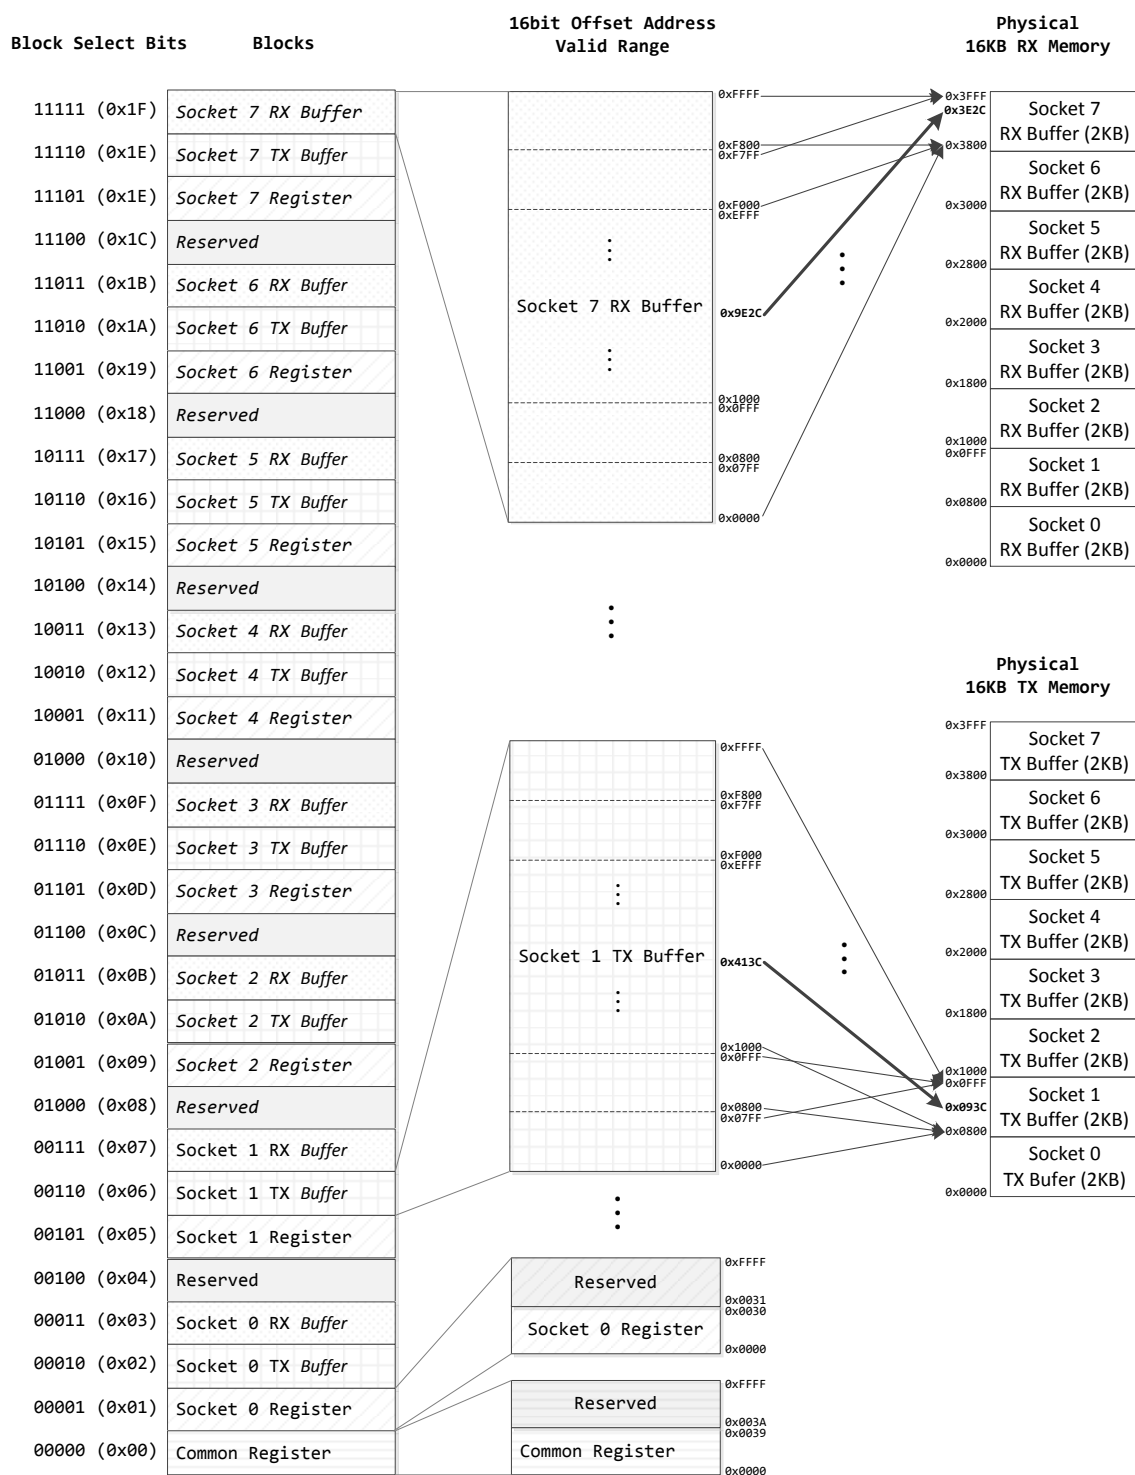 Block Select Bits
Blocks
16bit Offset Address
Valid Range
Physical
16KB RX Memory
11111 (0x1F) Socket 7 RX Buffer
11110 (0x1E) Socket 7 TX Buffer
11101 (0x1E) Socket 7 Register
11100 (0x1C) Reserved
11011 (0x1B) Socket 6 RX Buffer
11010 (0x1A) Socket 6 TX Buffer
11001 (0x19) Socket 6 Register
11000 (0x18) Reserved
10111 (0x17) Socket 5 RX Buffer
10110 (0x16) Socket 5 TX Buffer
10101 (0x15) Socket 5 Register
10100 (0x14) Reserved
10011 (0x13) Socket 4 RX Buffer
10010 (0x12) Socket 4 TX Buffer
10001 (0x11) Socket 4 Register
01000 (0x10) Reserved
01111 (0x0F) Socket 3 RX Buffer
01110 (0x0E) Socket 3 TX Buffer
01101 (0x0D) Socket 3 Register
01100 (0x0C) Reserved
01011 (0x0B) Socket 2 RX Buffer
01010 (0x0A) Socket 2 TX Buffer
01001 (0x09) Socket 2 Register
01000 (0x08) Reserved
00111 (0x07) Socket 1 RX Buffer
00110 (0x06) Socket 1 TX Buffer
00101 (0x05) Socket 1 Register
00100 (0x04) Reserved
00011 (0x03) Socket 0 RX Buffer
00010 (0x02) Socket 0 TX Buffer
00001 (0x01) Socket 0 Register
00000 (0x00) Common Register
0xFFFF
0xF800
0xF7FF
0xF000
0xEFFF
Socket 7 RX Buffer
0x9E2C
0x1000
0x0FFF
0x0800
0x07FF
0x0000
0x3FFF
0x3E2C
Socket 7
RX Buffer (2KB)
0x3800
Socket 6
RX Buffer (2KB)
0x3000
Socket 5
RX Buffer (2KB)
0x2800
Socket 4
RX Buffer (2KB)
0x2000
Socket 3
RX Buffer (2KB)
0x1800
Socket 2
RX Buffer (2KB)
0x1000
0x0FFF
Socket 1
RX Buffer (2KB)
0x0800
Socket 0
RX Buffer (2KB)
0x0000
0xFFFF
0xF800
0xF7FF
0xF000
0xEFFF
Socket 1 TX Buffer
0x413C
0x1000
0x0FFF
0x0800
0x07FF
0x0000
Physical
16KB TX Memory
0x3FFF
Socket 7
TX Buffer (2KB)
0x3800
Socket 6
TX Buffer (2KB)
0x3000
Socket 5
TX Buffer (2KB)
0x2800
Socket 4
TX Buffer (2KB)
0x2000
Socket 3
TX Buffer (2KB)
0x1800
Socket 2
TX Buffer (2KB)
0x1000
0x0FFF
Socket 1
0x093C
TX Buffer (2KB)
0x0800
Socket 0
TX Bufer (2KB)
0x0000
0xFFFF
Reserved
0x0031
0x0030
Socket 0 Register
0x0000
0xFFFF
Reserved
0x003A
0x0039
Common Register
0x0000